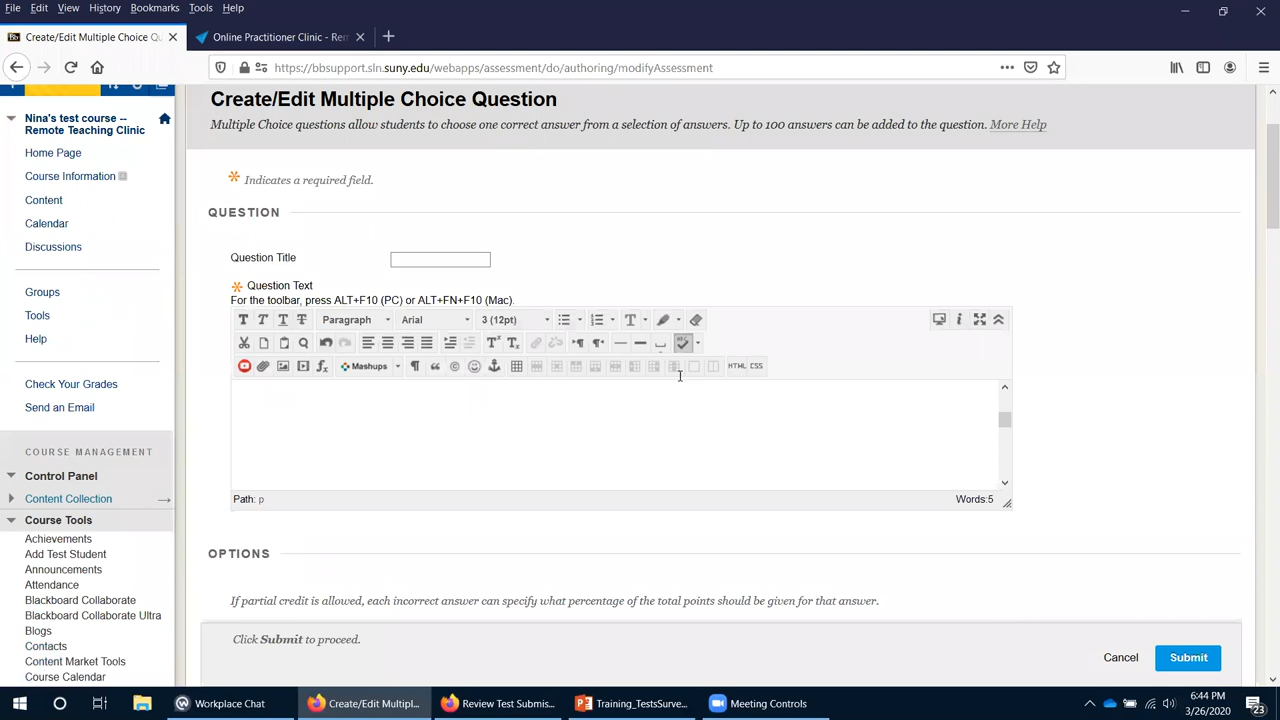 File Edit View History Bookmarks Tools Help
Create/Edit Multiple Choice Qu
Online Practitioner Clinic - Rem
https://bbsupport.sln.suny.edu/webapps/assessment/do/authoring/modifyAssessment
Nina's test course --
Remote Teaching Clinic
Home Page
Course Information
Content
Calendar
Discussions
Groups
Tools
Help
Check Your Grades
Send an Email
COURSE MANAGEMENT
Control Panel
Content Collection
Course Tools
Achievements
Add Test Student
Announcements
Attendance
Blackboard Collaborate
Blackboard Collaborate Ultra
Blogs
Contacts
Content Market Tools
Course Calendar
Create/Edit Multiple Choice Question
Multiple Choice questions allow students to choose one correct answer from a selection of answers. Up to 100 answers can be added to the question. More Help
Indicates a required field.
QUESTION
Question Title
Question Text
For the toolbar, press ALT+F10 (PC) or ALT+FN+F10 (Mac).
T T T T Paragraph Arial 3 (12pt) T
Mashups HTML CSS
Path: p Words:5
OPTIONS
If partial credit is allowed, each incorrect answer can specify what percentage of the total points should be given for that answer.
Click Submit to proceed.
Cancel Submit
Workplace Chat
Create/Edit Multipl...
Review Test Submis...
Training_TestsSurve...
Meeting Controls
6:44 PM
3/26/2020
23